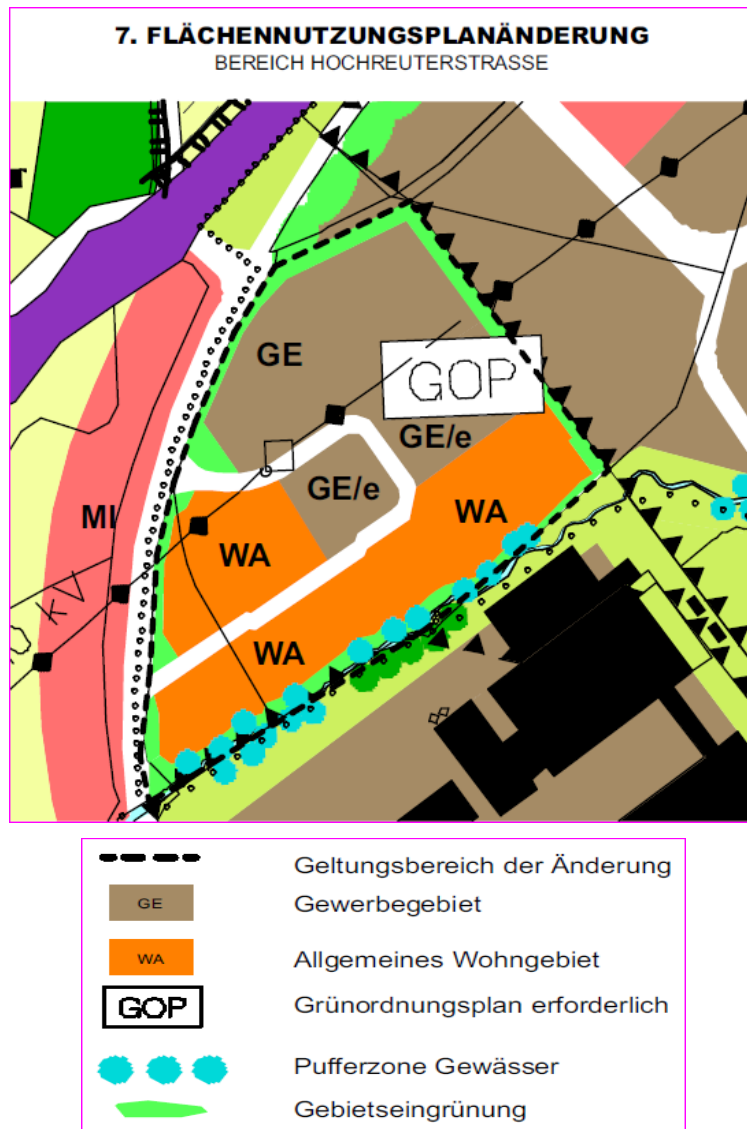 7. FLÄCHENNUTZUNGSPLANÄNDERUNG
BEREICH HOCHREUTERSTRASSE
GE
GOP
GE/e
GE/e
MI
WA
WA
WA
kV
Geltungsbereich der Änderung
GE
Gewerbegebiet
WA
Allgemeines Wohngebiet
GOP
Grünordnungsplan erforderlich
Pufferzone Gewässer
Gebietseingrünung